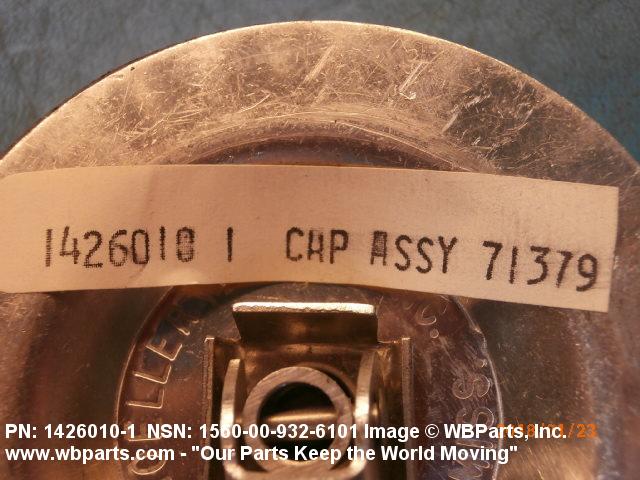 1426010 1 CAP ASSY 71379
PN: 1426010-1 NSN: 1560-00-932-6101 Image © WBParts, Inc.
www.wbparts.com - "Our Parts Keep the World Moving"